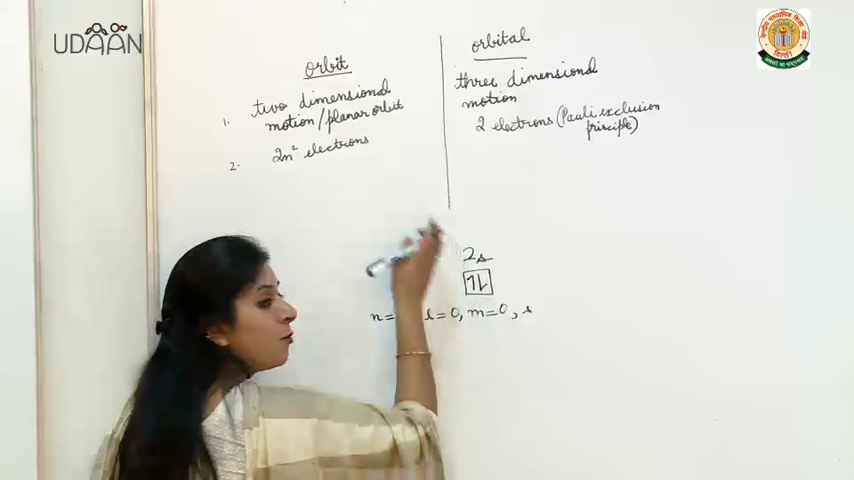 UDAAN
orbit
orbital
1. two dimensional
motion/planar orbit
three dimensional
motion
2. 2n² electrons
2 electrons (Pauli exclusion
principle)
2s
↑↓
n= l=0, m=0, s